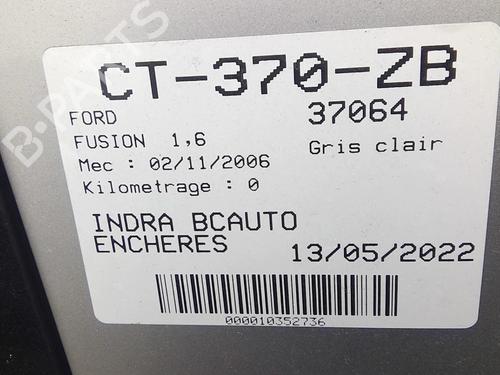 CT-370-ZB
FORD 37064
FUSION 1,6 Gris clair
Mec : 02/11/2006
Kilometrage : 0
INDRA BCAUTO
ENCHERES 13/05/2022
000010352736
B-PARTS